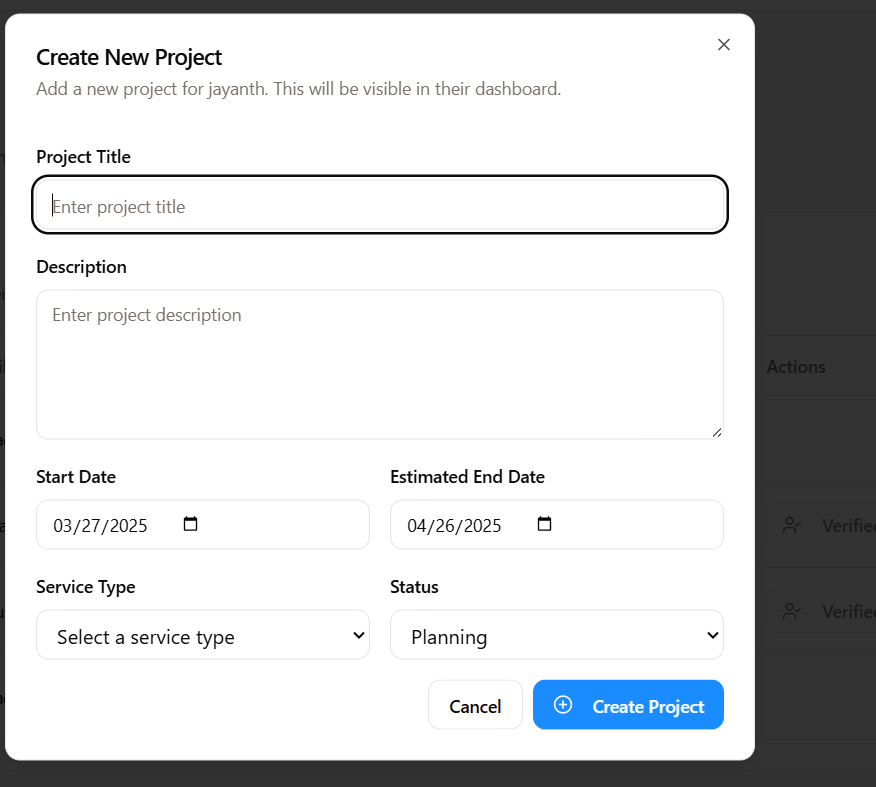 Create New Project
Add a new project for jayanth. This will be visible in their dashboard.
Project Title
Enter project title
Description
Enter project description
Actions
Start Date Estimated End Date
03/27/2025 04/26/2025
Service Type Status
Select a service type Planning
Cancel Create Project